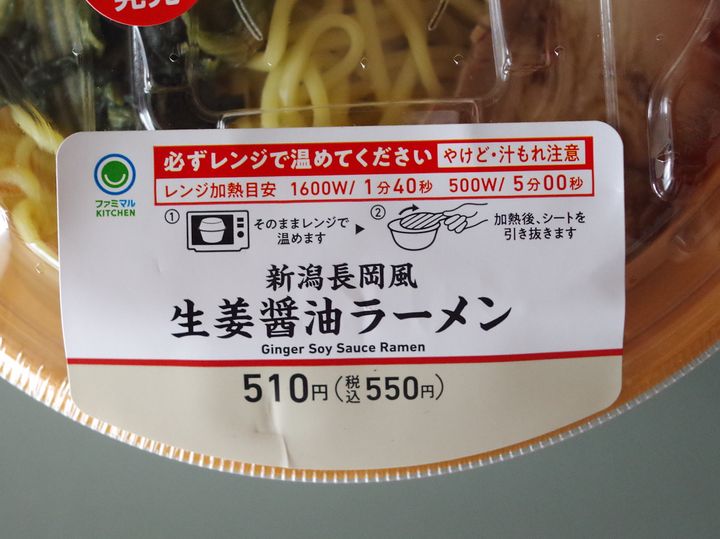 必ずレンジで温めてください やけど・汁もれ注意
レンジ加熱目安 1600W/1分40秒 500W/5分00秒
ファミマル
KITCHEN
① そのままレンジで
温めます
② 加熱後、シートを
引き抜きます
新潟長岡風
生姜醤油ラーメン
Ginger Soy Sauce Ramen
510円(税込550円)